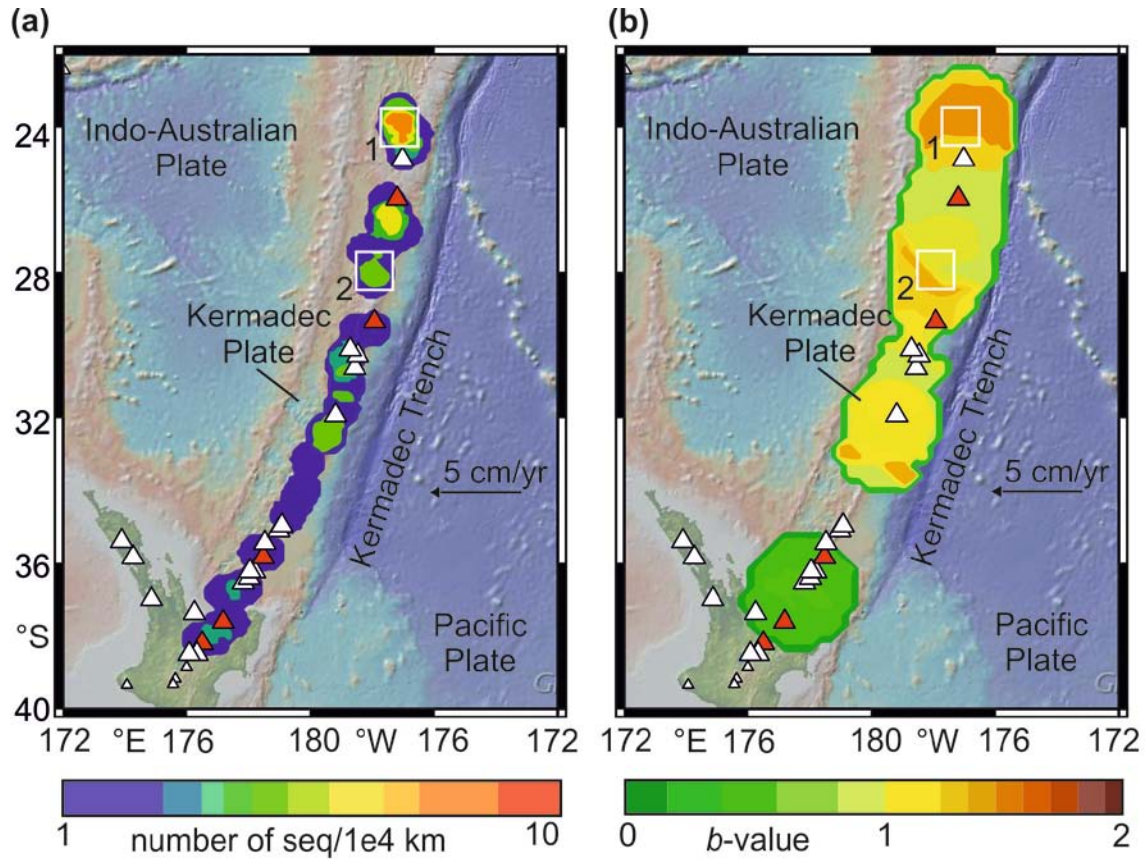 (a)
(b)
24
28
32
36
°S
40
Indo-Australian
Plate
1
2
Kermadec
Plate
Kermadec Trench
5 cm/yr
Pacific
Plate
G
172 °E 176 180 °W 176 172
1 number of seq/1e4 km 10
Indo-Australian
Plate
1
2
Kermadec
Plate
Kermadec Trench
5 cm/yr
Pacific
Plate
G
172 °E 176 180 °W 176 172
0 b-value 1 2